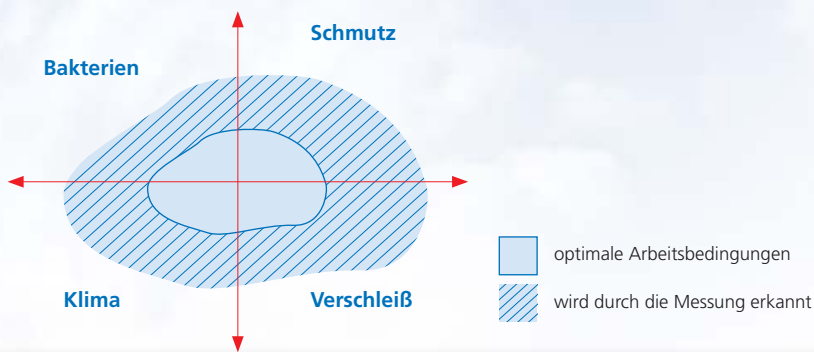 Schmutz
Bakterien
Klima
Verschleiß
optimale Arbeitsbedingungen
wird durch die Messung erkannt